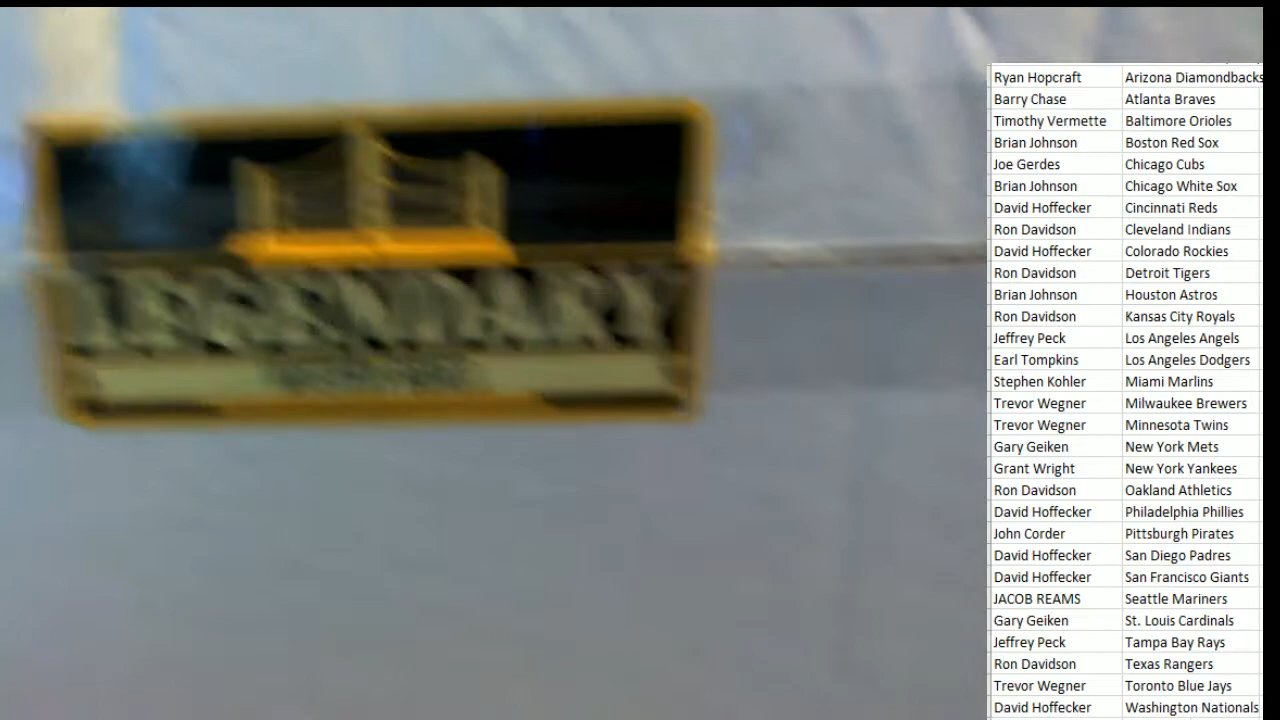 Ryan Hopcraft Arizona Diamondbacks
Barry Chase Atlanta Braves
Timothy Vermette Baltimore Orioles
Brian Johnson Boston Red Sox
Joe Gerdes Chicago Cubs
Brian Johnson Chicago White Sox
David Hoffecker Cincinnati Reds
Ron Davidson Cleveland Indians
David Hoffecker Colorado Rockies
Ron Davidson Detroit Tigers
Brian Johnson Houston Astros
Ron Davidson Kansas City Royals
Jeffrey Peck Los Angeles Angels
Earl Tompkins Los Angeles Dodgers
Stephen Kohler Miami Marlins
Trevor Wegner Milwaukee Brewers
Trevor Wegner Minnesota Twins
Gary Geiken New York Mets
Grant Wright New York Yankees
Ron Davidson Oakland Athletics
David Hoffecker Philadelphia Phillies
John Corder Pittsburgh Pirates
David Hoffecker San Diego Padres
David Hoffecker San Francisco Giants
JACOB REAMS Seattle Mariners
Gary Geiken St. Louis Cardinals
Jeffrey Peck Tampa Bay Rays
Ron Davidson Texas Rangers
Trevor Wegner Toronto Blue Jays
David Hoffecker Washington Nationals